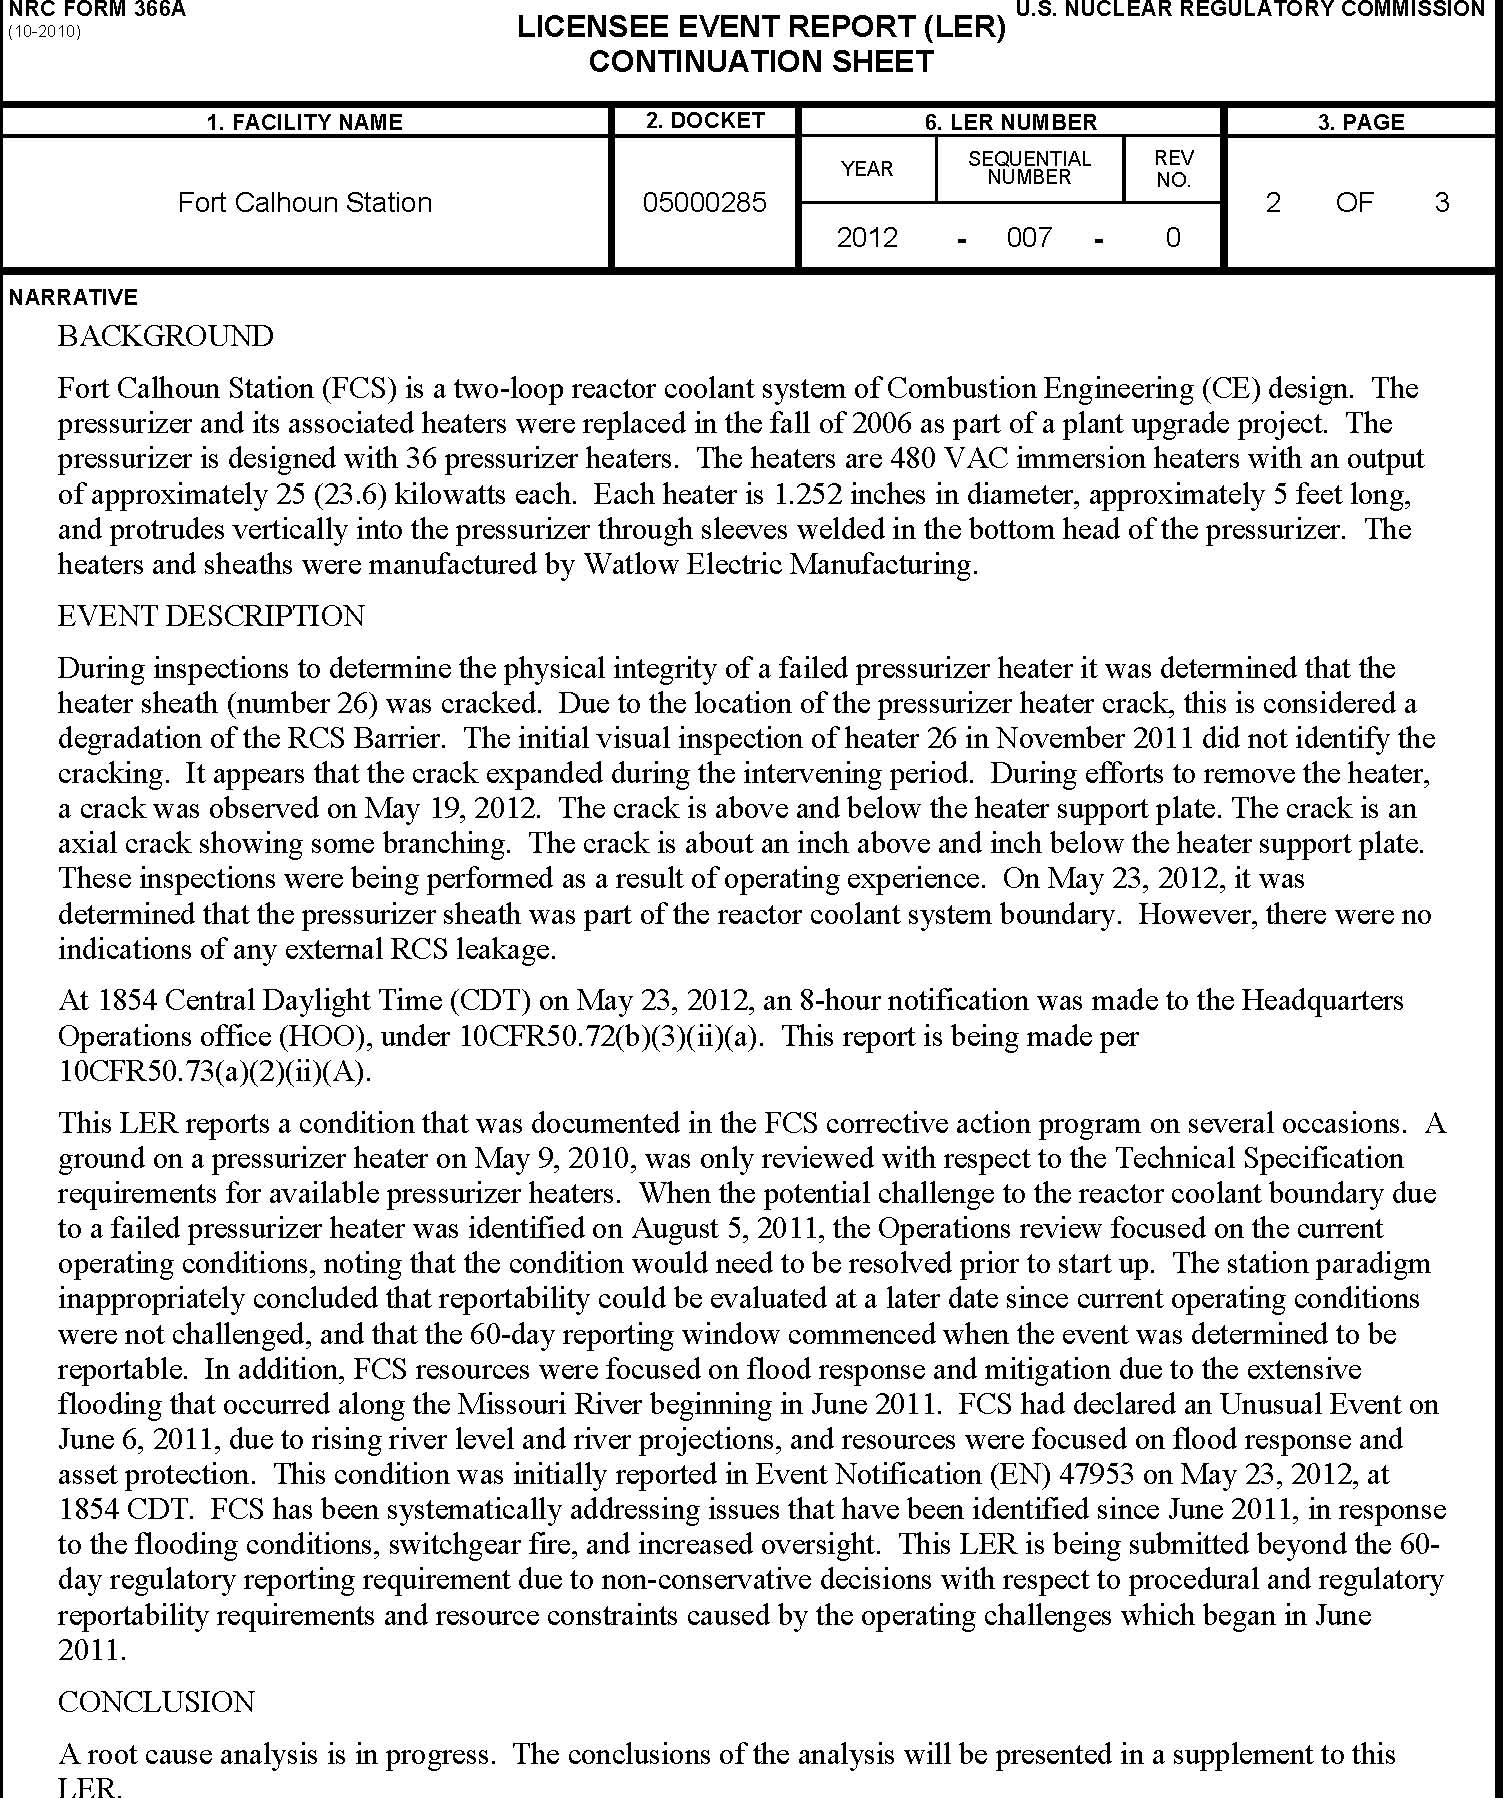 NRC FORM 366A
(10-2010)
U.S. NUCLEAR REGULATORY COMMISSION
LICENSEE EVENT REPORT (LER)
CONTINUATION SHEET
1. FACILITY NAME
2. DOCKET
6. LER NUMBER
3. PAGE
Fort Calhoun Station
05000285
YEAR
SEQUENTIAL
NUMBER
REV
NO.
2 OF 3
2012 - 007 - 0
NARRATIVE
BACKGROUND
Fort Calhoun Station (FCS) is a two-loop reactor coolant system of Combustion Engineering (CE) design.  The
pressurizer and its associated heaters were replaced in the fall of 2006 as part of a plant upgrade project.  The
pressurizer is designed with 36 pressurizer heaters.  The heaters are 480 VAC immersion heaters with an output
of approximately 25 (23.6) kilowatts each.  Each heater is 1.252 inches in diameter, approximately 5 feet long,
and protrudes vertically into the pressurizer through sleeves welded in the bottom head of the pressurizer.  The
heaters and sheaths were manufactured by Watlow Electric Manufacturing.
EVENT DESCRIPTION
During inspections to determine the physical integrity of a failed pressurizer heater it was determined that the
heater sheath (number 26) was cracked.  Due to the location of the pressurizer heater crack, this is considered a
degradation of the RCS Barrier.  The initial visual inspection of heater 26 in November 2011 did not identify the
cracking.  It appears that the crack expanded during the intervening period.  During efforts to remove the heater,
a crack was observed on May 19, 2012.  The crack is above and below the heater support plate. The crack is an
axial crack showing some branching.  The crack is about an inch above and inch below the heater support plate.
These inspections were being performed as a result of operating experience.  On May 23, 2012, it was
determined that the pressurizer sheath was part of the reactor coolant system boundary.  However, there were no
indications of any external RCS leakage.
At 1854 Central Daylight Time (CDT) on May 23, 2012, an 8-hour notification was made to the Headquarters
Operations office (HOO), under 10CFR50.72(b)(3)(ii)(a).  This report is being made per
10CFR50.73(a)(2)(ii)(A).
This LER reports a condition that was documented in the FCS corrective action program on several occasions.  A
ground on a pressurizer heater on May 9, 2010, was only reviewed with respect to the Technical Specification
requirements for available pressurizer heaters.  When the potential challenge to the reactor coolant boundary due
to a failed pressurizer heater was identified on August 5, 2011, the Operations review focused on the current
operating conditions, noting that the condition would need to be resolved prior to start up.  The station paradigm
inappropriately concluded that reportability could be evaluated at a later date since current operating conditions
were not challenged, and that the 60-day reporting window commenced when the event was determined to be
reportable.  In addition, FCS resources were focused on flood response and mitigation due to the extensive
flooding that occurred along the Missouri River beginning in June 2011.  FCS had declared an Unusual Event on
June 6, 2011, due to rising river level and river projections, and resources were focused on flood response and
asset protection.  This condition was initially reported in Event Notification (EN) 47953 on May 23, 2012, at
1854 CDT.  FCS has been systematically addressing issues that have been identified since June 2011, in response
to the flooding conditions, switchgear fire, and increased oversight.  This LER is being submitted beyond the 60-
day regulatory reporting requirement due to non-conservative decisions with respect to procedural and regulatory
reportability requirements and resource constraints caused by the operating challenges which began in June
2011.
CONCLUSION
A root cause analysis is in progress.  The conclusions of the analysis will be presented in a supplement to this
LER.